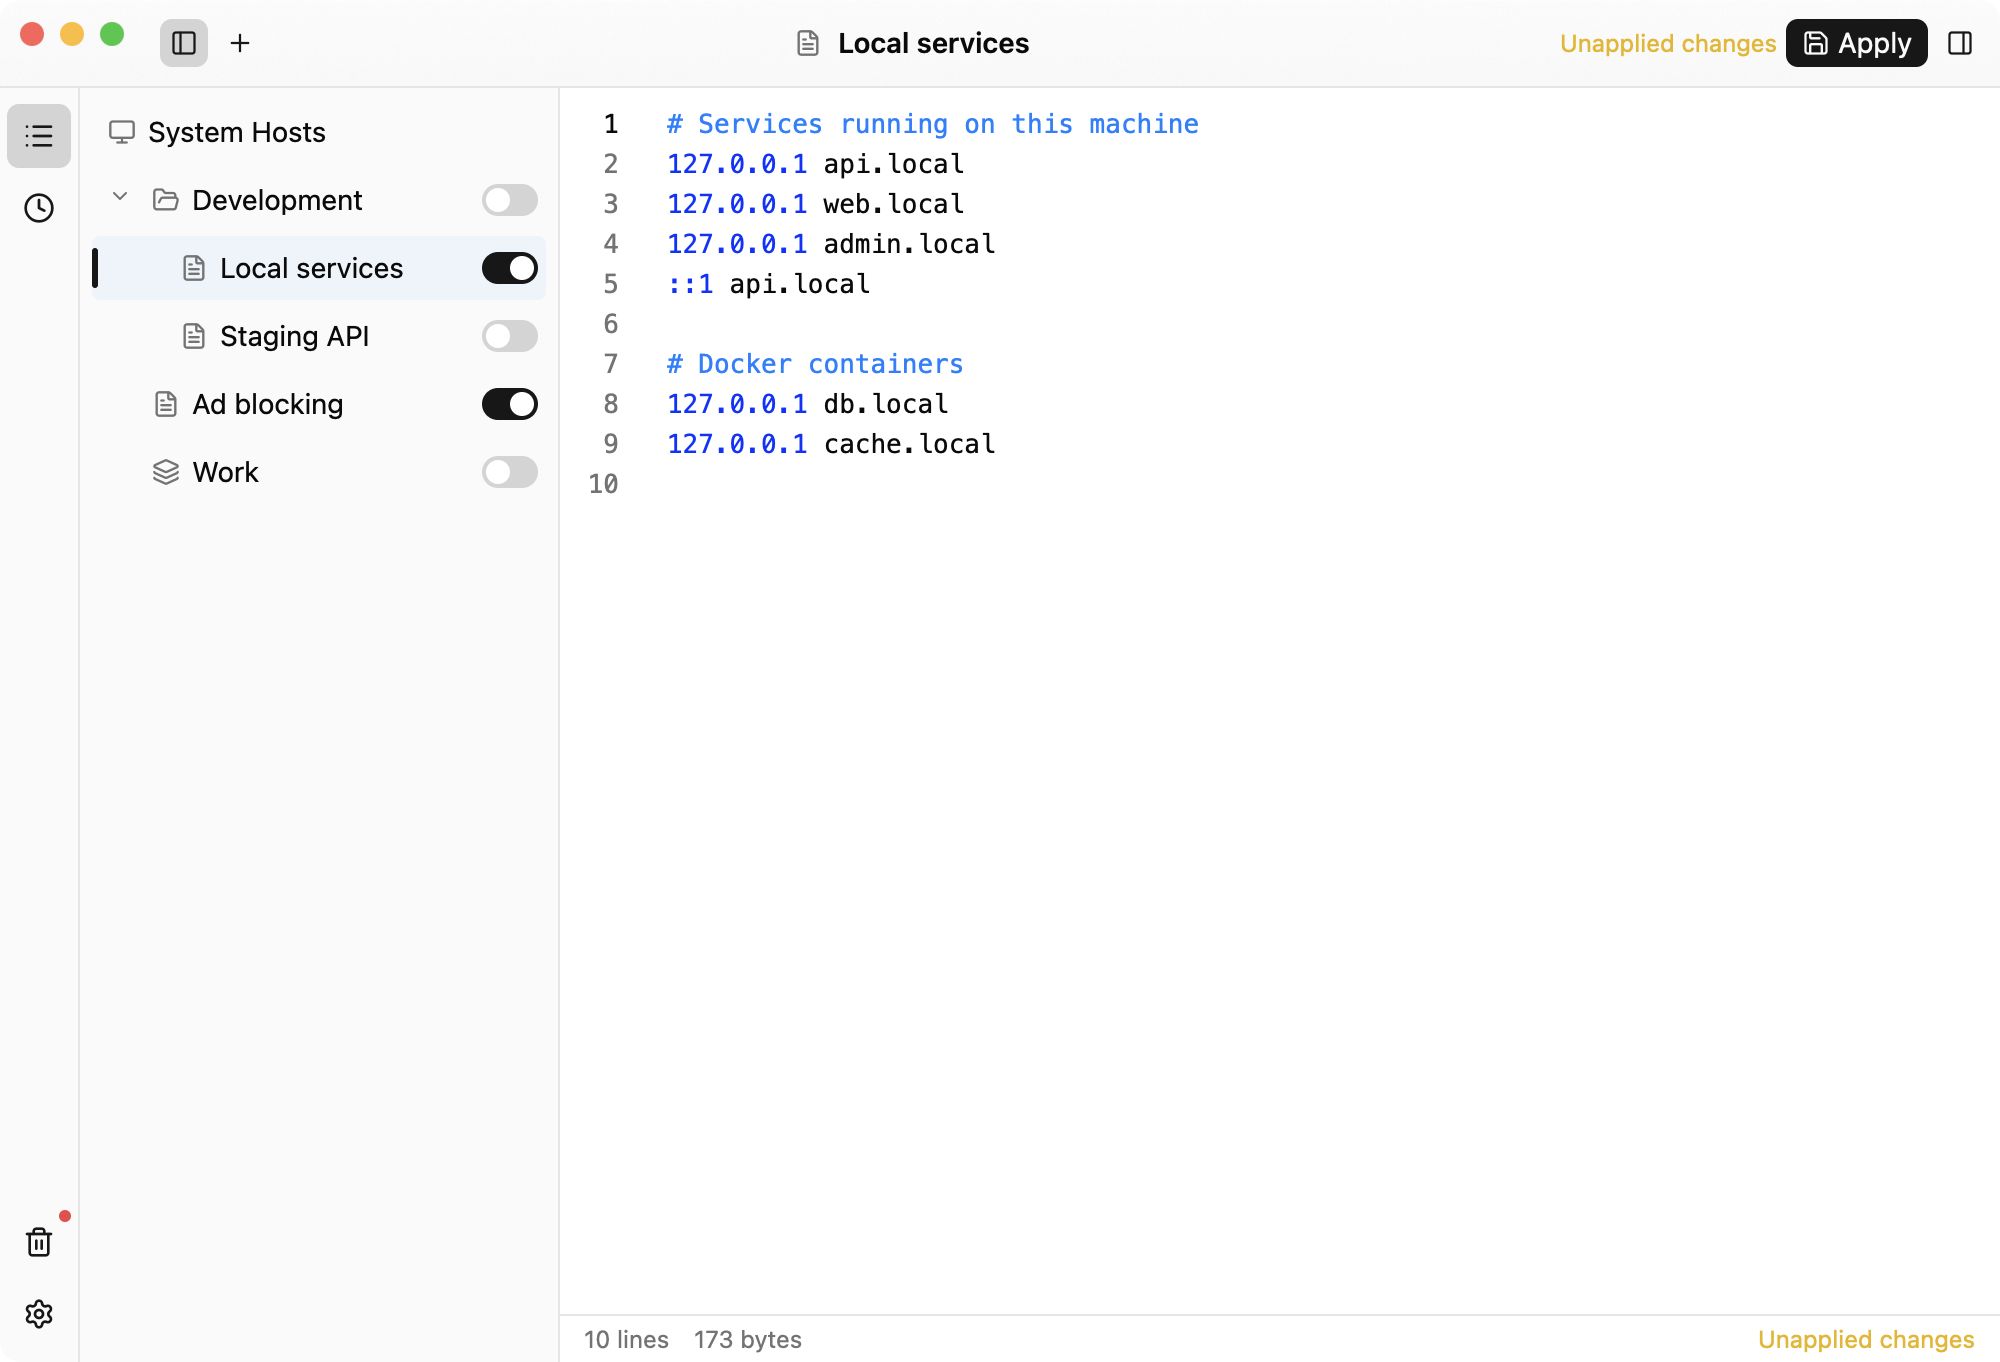 Local services
Unapplied changes
Apply
System Hosts
Development
Local services
Staging API
Ad blocking
Work
1 # Services running on this machine
2 127.0.0.1 api.local
3 127.0.0.1 web.local
4 127.0.0.1 admin.local
5 ::1 api.local
6
7 # Docker containers
8 127.0.0.1 db.local
9 127.0.0.1 cache.local
10
10 lines 173 bytes
Unapplied changes